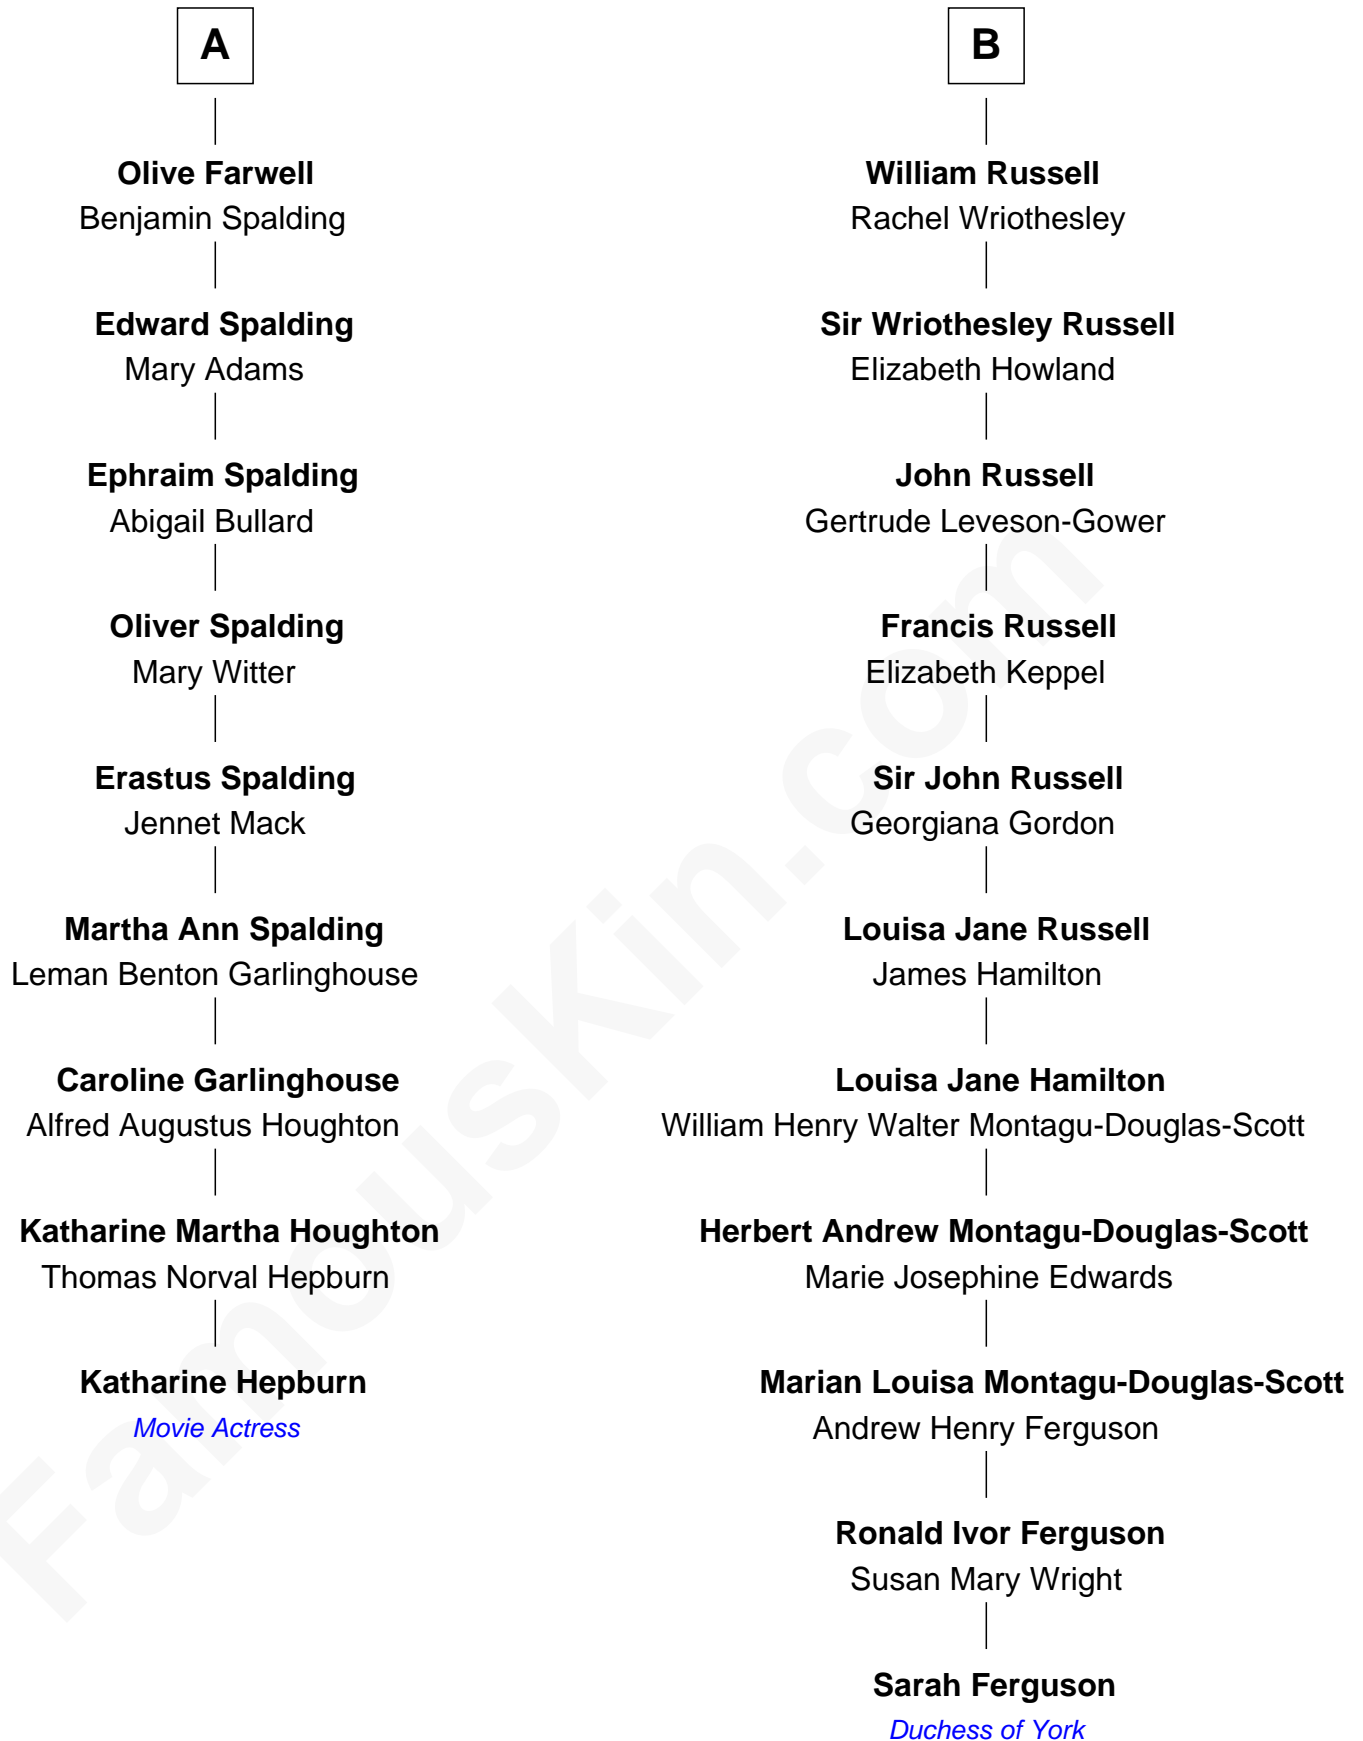 A
Olive Farwell
Benjamin Spalding
Edward Spalding
Mary Adams
Ephraim Spalding
Abigail Bullard
Oliver Spalding
Mary Witter
Erastus Spalding
Jennet Mack
Martha Ann Spalding
Leman Benton Garlinghouse
Caroline Garlinghouse
Alfred Augustus Houghton
Katharine Martha Houghton
Thomas Norval Hepburn
Katharine Hepburn
Movie Actress
B
William Russell
Rachel Wriothesley
Sir Wriothesley Russell
Elizabeth Howland
John Russell
Gertrude Leveson-Gower
Francis Russell
Elizabeth Keppel
Sir John Russell
Georgiana Gordon
Louisa Jane Russell
James Hamilton
Louisa Jane Hamilton
William Henry Walter Montagu-Douglas-Scott
Herbert Andrew Montagu-Douglas-Scott
Marie Josephine Edwards
Marian Louisa Montagu-Douglas-Scott
Andrew Henry Ferguson
Ronald Ivor Ferguson
Susan Mary Wright
Sarah Ferguson
Duchess of York
FamousKin.com